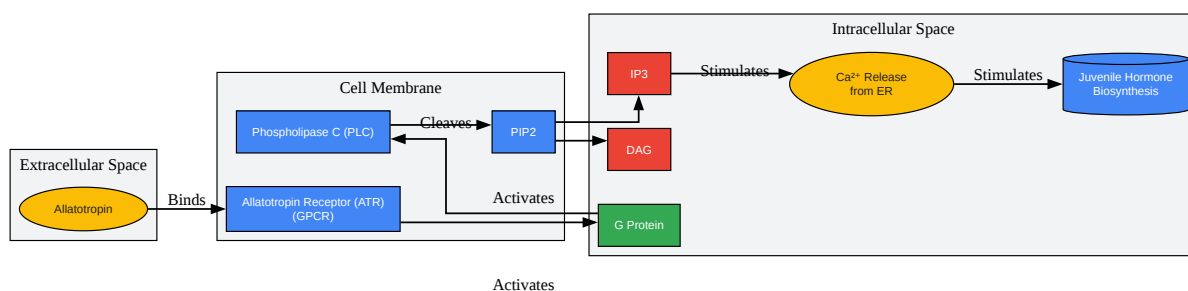 Intracellular Space
IP3
Stimulates
Ca²⁺ Release
from ER
Stimulates
Juvenile Hormone
Biosynthesis
Cell Membrane
Phospholipase C (PLC)
Cleaves
PIP2
DAG
Extracellular Space
Allatotropin
Binds
Allatotropin Receptor (ATR)
(GPCR)
Activates
G Protein
Activates